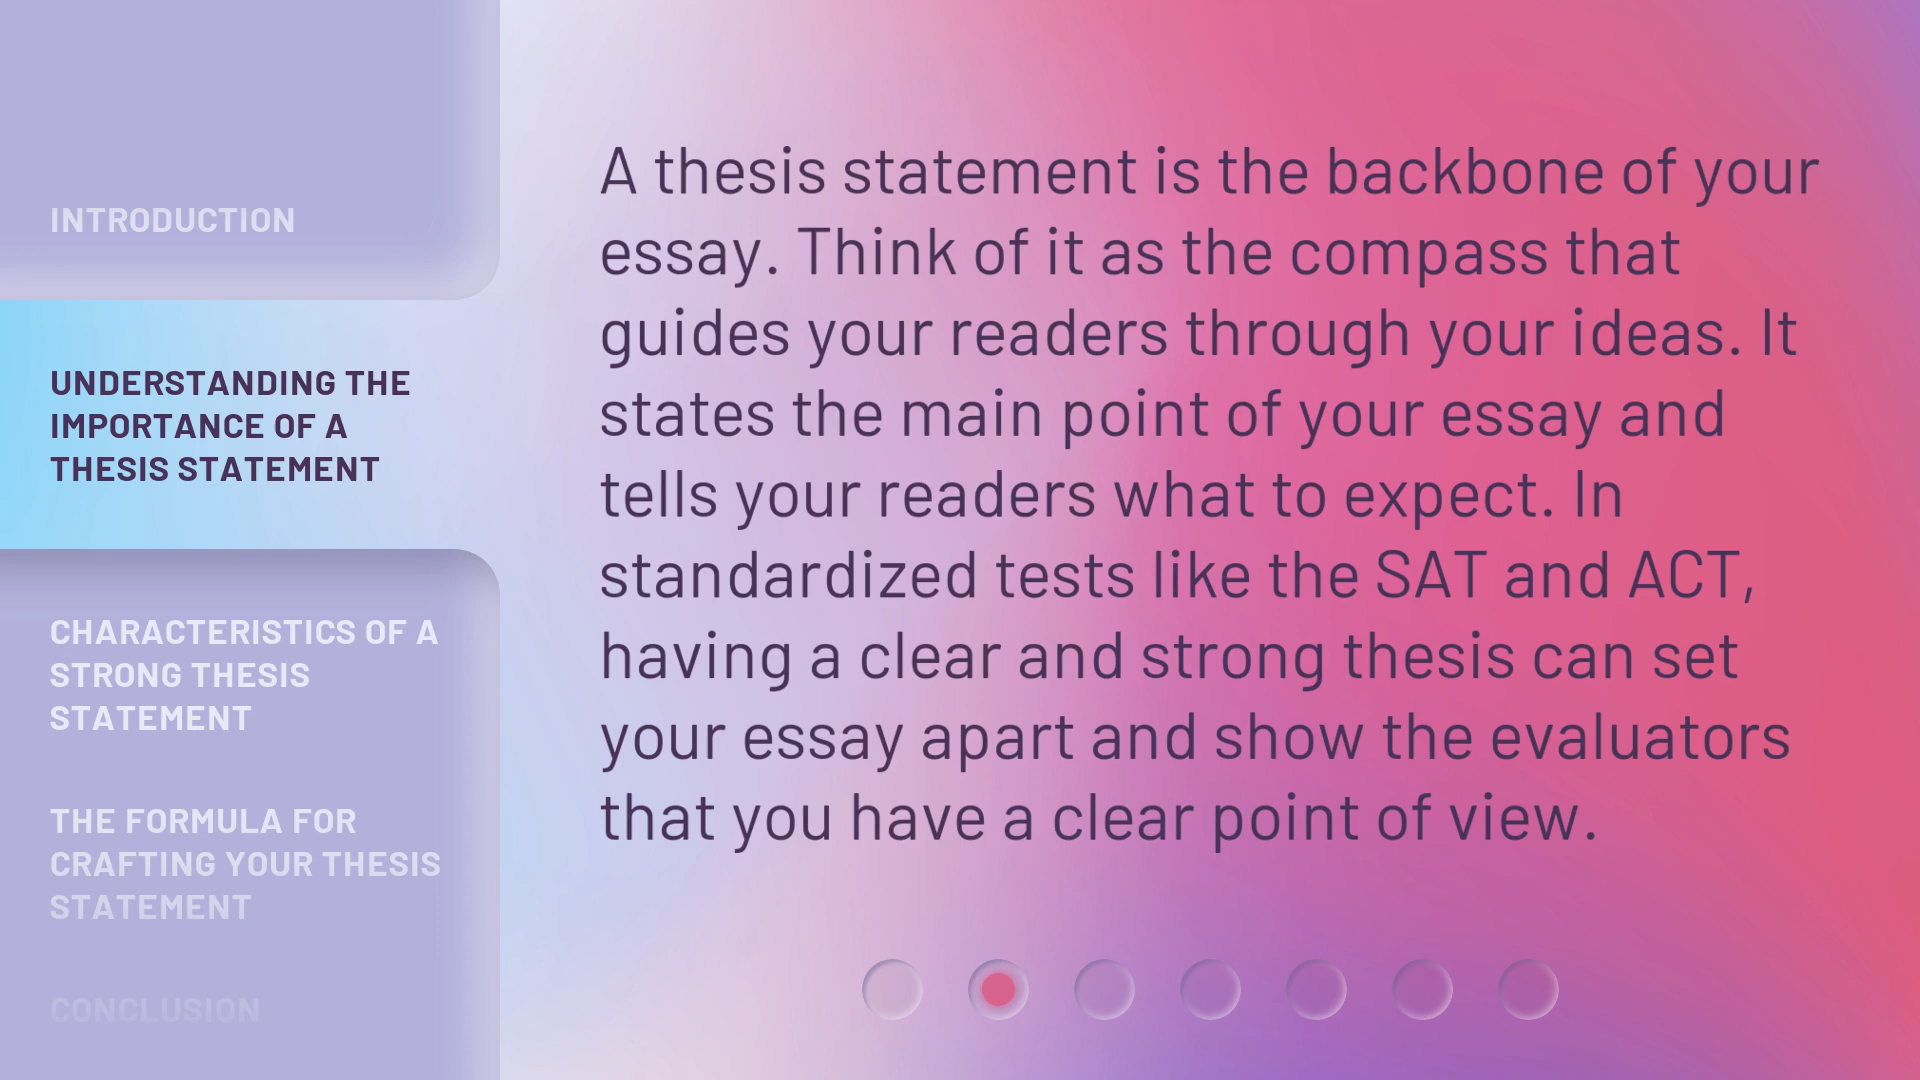 INTRODUCTION
UNDERSTANDING THE
IMPORTANCE OF A
THESIS STATEMENT
CHARACTERISTICS OF A
STRONG THESIS
STATEMENT
THE FORMULA FOR
CRAFTING YOUR THESIS
STATEMENT
CONCLUSION
A thesis statement is the backbone of your
essay. Think of it as the compass that
guides your readers through your ideas. It
states the main point of your essay and
tells your readers what to expect. In
standardized tests like the SAT and ACT,
having a clear and strong thesis can set
your essay apart and show the evaluators
that you have a clear point of view.